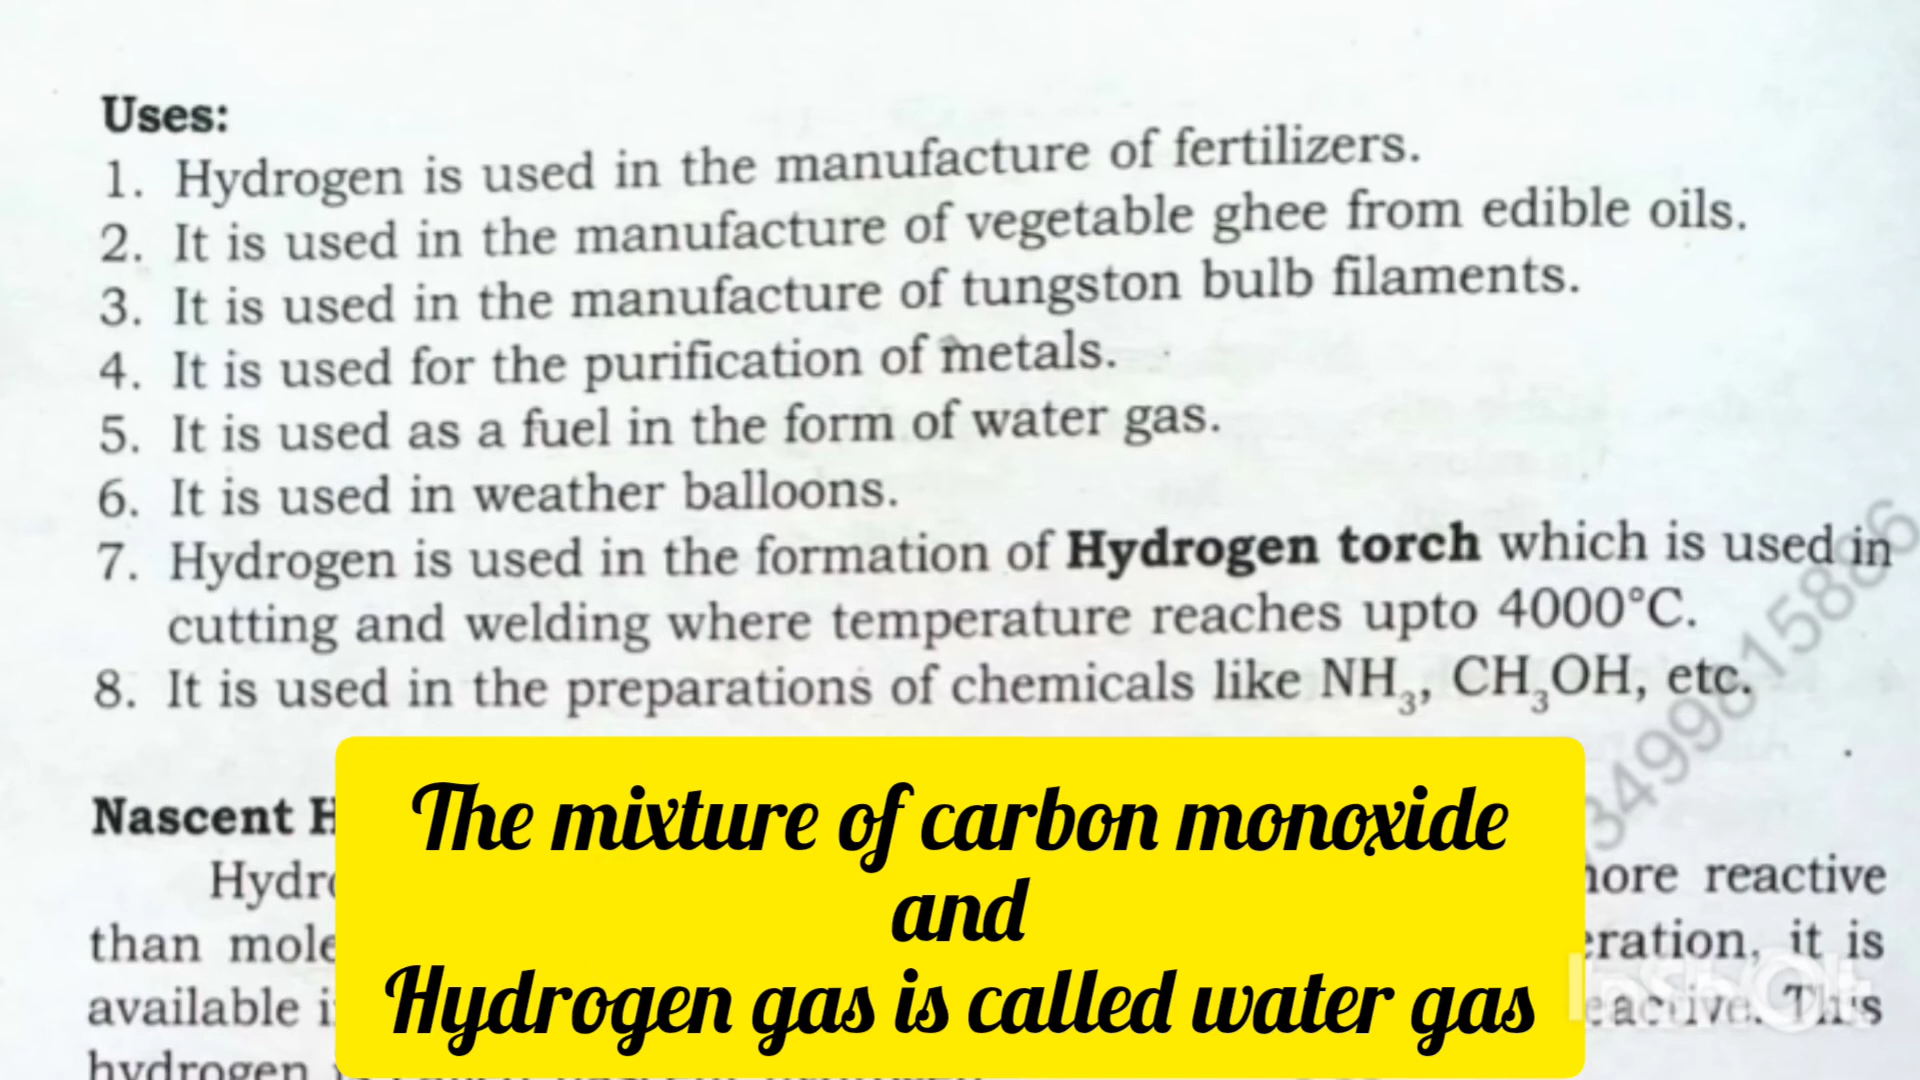 Uses:
1. Hydrogen is used in the manufacture of fertilizers.
2. It is used in the manufacture of vegetable ghee from edible oils.
3. It is used in the manufacture of tungston bulb filaments.
4. It is used for the purification of metals.
5. It is used as a fuel in the form of water gas.
6. It is used in weather balloons.
7. Hydrogen is used in the formation of Hydrogen torch which is used in
cutting and welding where temperature reaches upto 4000°C.
8. It is used in the preparations of chemicals like NH₃, CH₃OH, etc.
Nascent H
The mixture of carbon monoxide
and
Hydrogen gas is called water gas
reactive
than
it is
available
This
hydrogen
InShOt